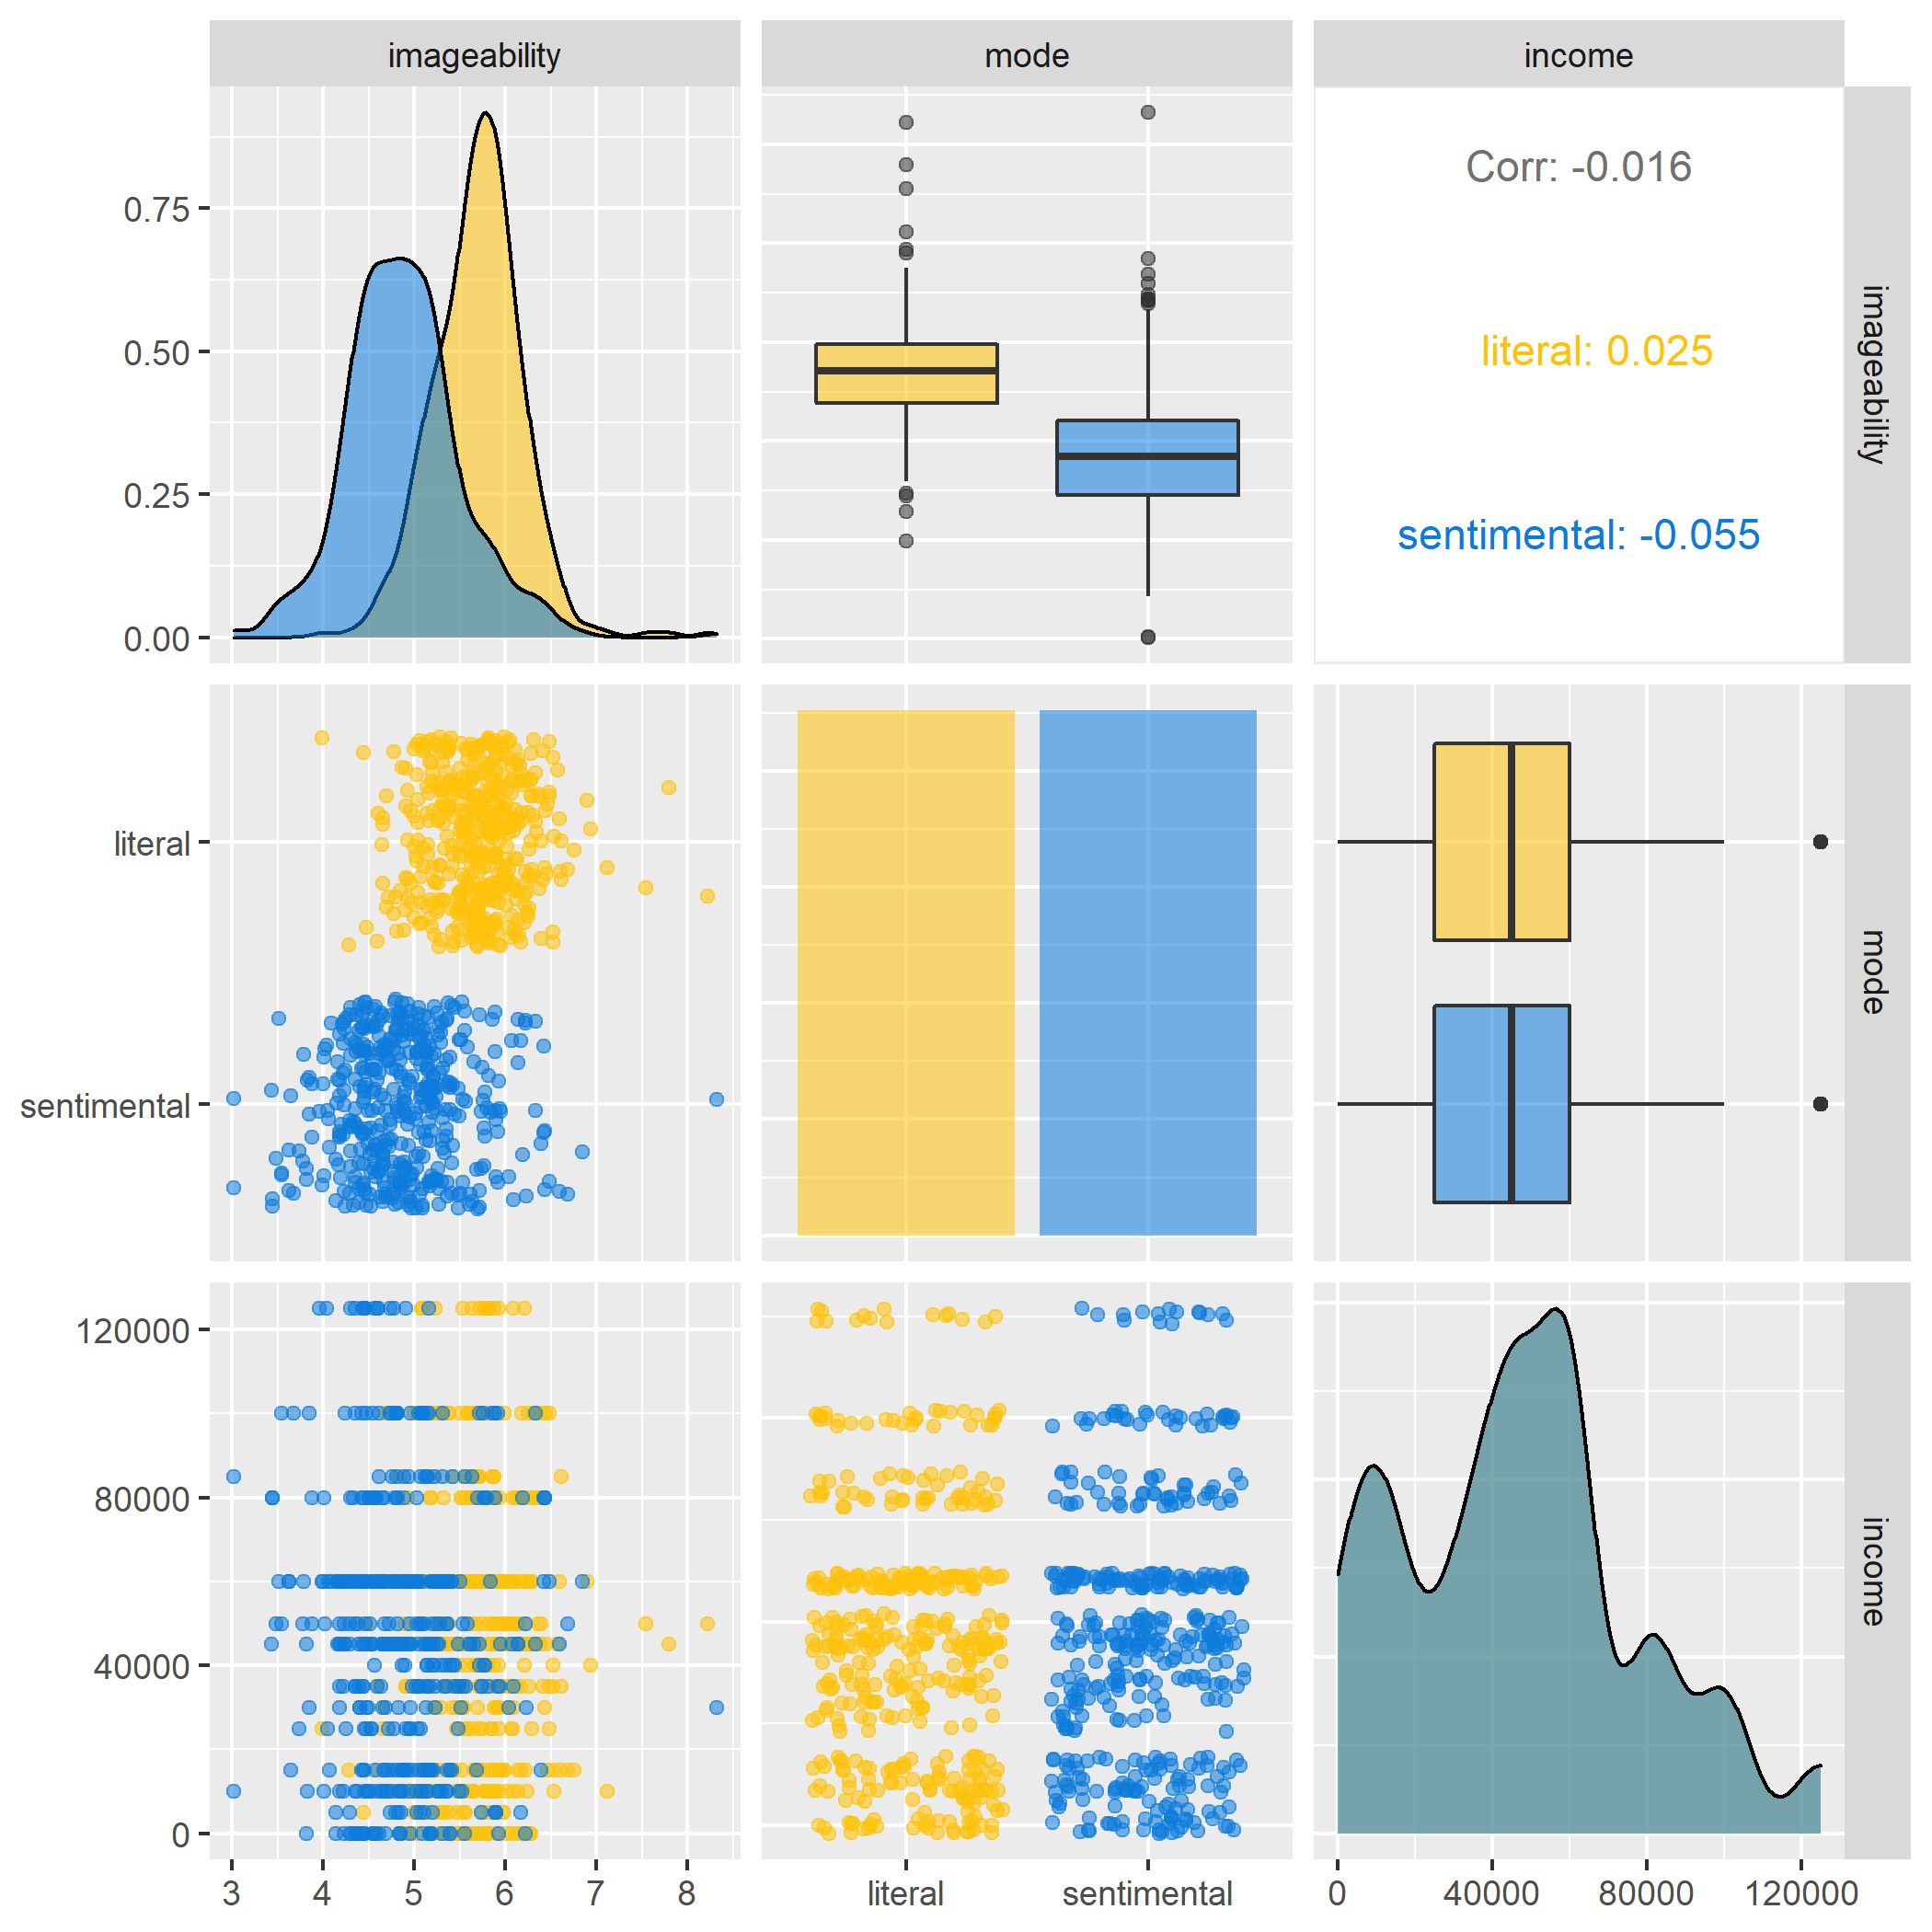 imageability
mode
income
0.75
0.50
0.25
0.00
Corr: -0.016
literal: 0.025
sentimental: -0.055
imageability
literal
sentimental
mode
120000
80000
40000
0
income
3 4 5 6 7 8
literal sentimental
0 40000 80000 120000